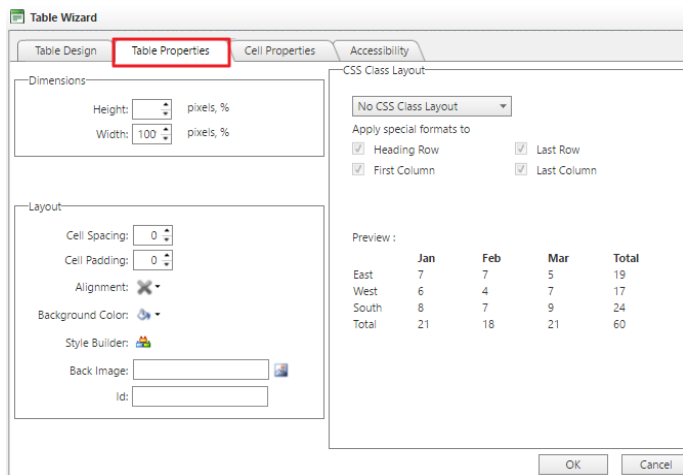 Table Wizard
Table Design Table Properties Cell Properties Accessibility
Dimensions
Height: pixels, %
Width: 100 pixels, %
Layout
Cell Spacing: 0
Cell Padding: 0
Alignment:
Background Color:
Style Builder:
Back Image:
Id:
CSS Class Layout
No CSS Class Layout
Apply special formats to
Heading Row Last Row
First Column Last Column
Preview :
Jan Feb Mar Total
East 7 7 5 19
West 6 4 7 17
South 8 7 9 24
Total 21 18 21 60
OK Cancel